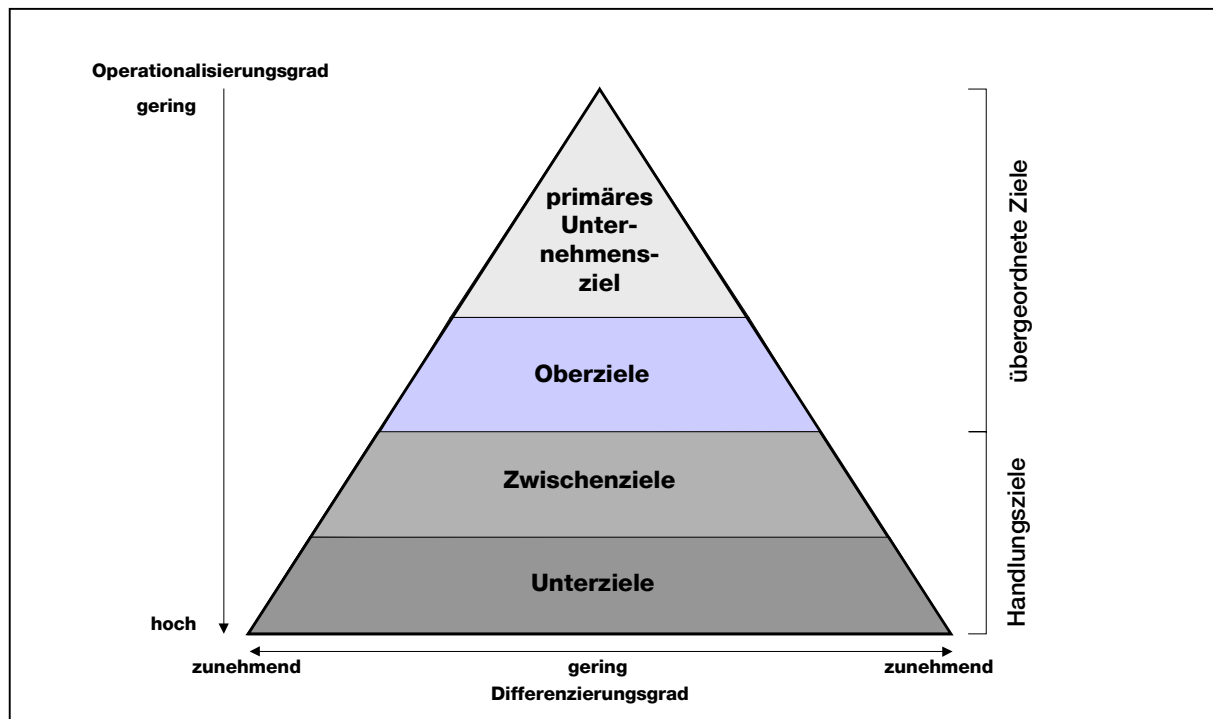 Operationalisierungsgrad
gering
primäres
Unter-
nehmens-
ziel
Oberziele
Zwischenziele
Unterziele
übergeordnete Ziele
Handlungsziele
hoch
zunehmend gering zunehmend
Differenzierungsgrad